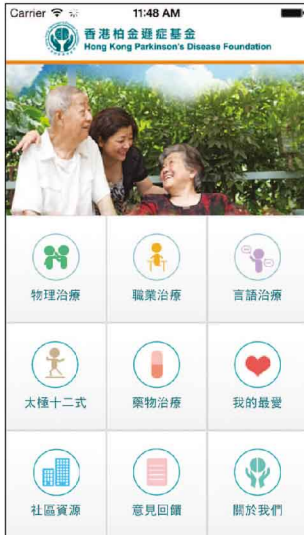 Carrier 11:48 AM
香港柏金遜症基金
Hong Kong Parkinson's Disease Foundation
物理治療 職業治療 言語治療
太極十二式 藥物治療 我的最愛
社區資源 意見回饋 關於我們